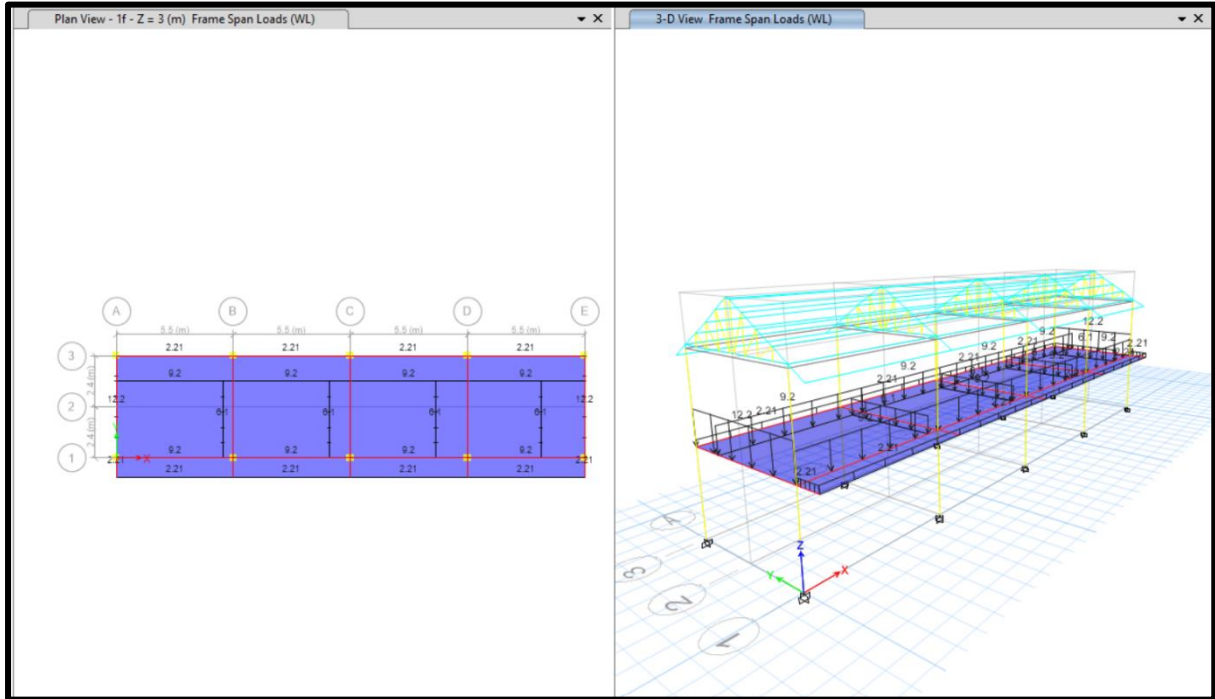 Plan View - 1f - Z = 3 (m) Frame Span Loads (WL)
A B C D E
5.5 (m) 5.5 (m) 5.5 (m) 5.5 (m)
2.21 2.21 2.21 2.21
3
9.2 9.2 9.2 9.2
2.4 (m)
12.2 12.2
2
6.1 6.1 6.1 6.1
2.4 (m)
Y
9.2 9.2 9.2 9.2
1
2.21 X 2.21
2.21 2.21 2.21 2.21
3-D View Frame Span Loads (WL)
12.2
9.2 6.1 9.2
9.2 2.21 2.21
9.2 2.21
9.2 2.21
12.2 2.21
2.21
A
3
2
1
Z
Y X